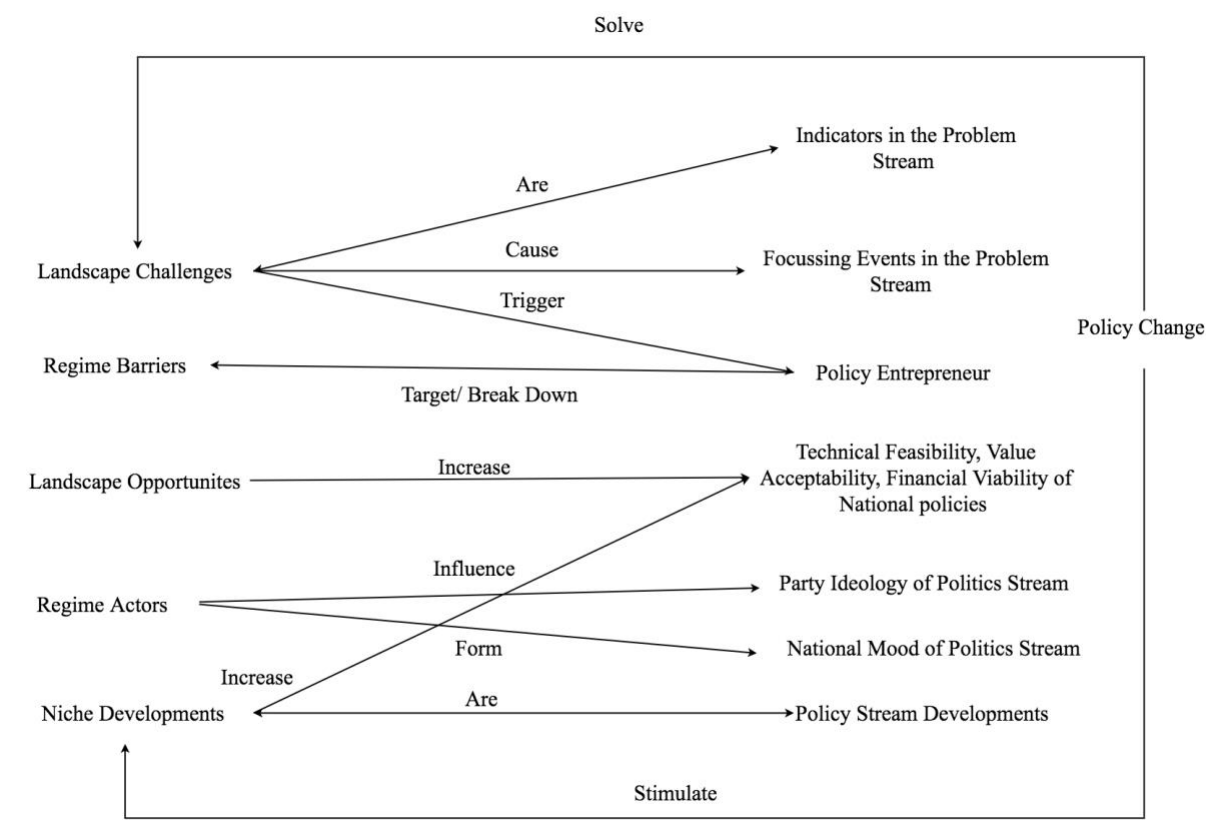 Solve
Indicators in the Problem
Stream
Are
Cause
Landscape Challenges
Focussing Events in the Problem
Stream
Trigger
Policy Change
Regime Barriers
Policy Entrepreneur
Target/ Break Down
Technical Feasibility, Value
Acceptability, Financial Viability of
National policies
Increase
Landscape Opportunites
Influence
Party Ideology of Politics Stream
Regime Actors
Form
National Mood of Politics Stream
Increase
Are
Niche Developments
Policy Stream Developments
Stimulate